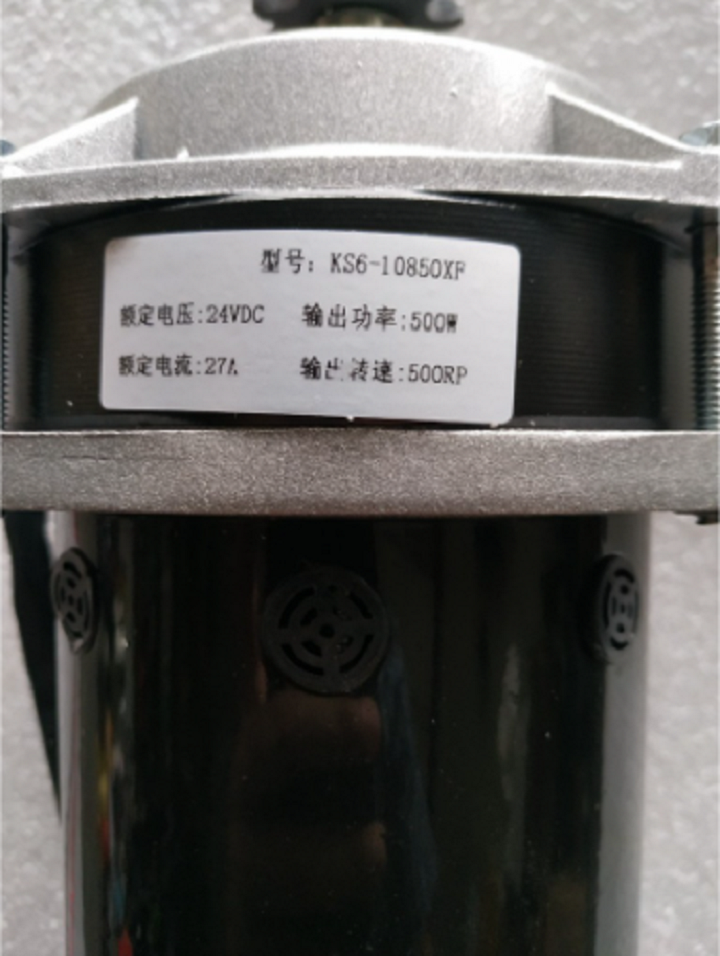 型号: KS6-10850XF
额定电压:24VDC 输出功率:500W
额定电流:27A 输出转速:500RP